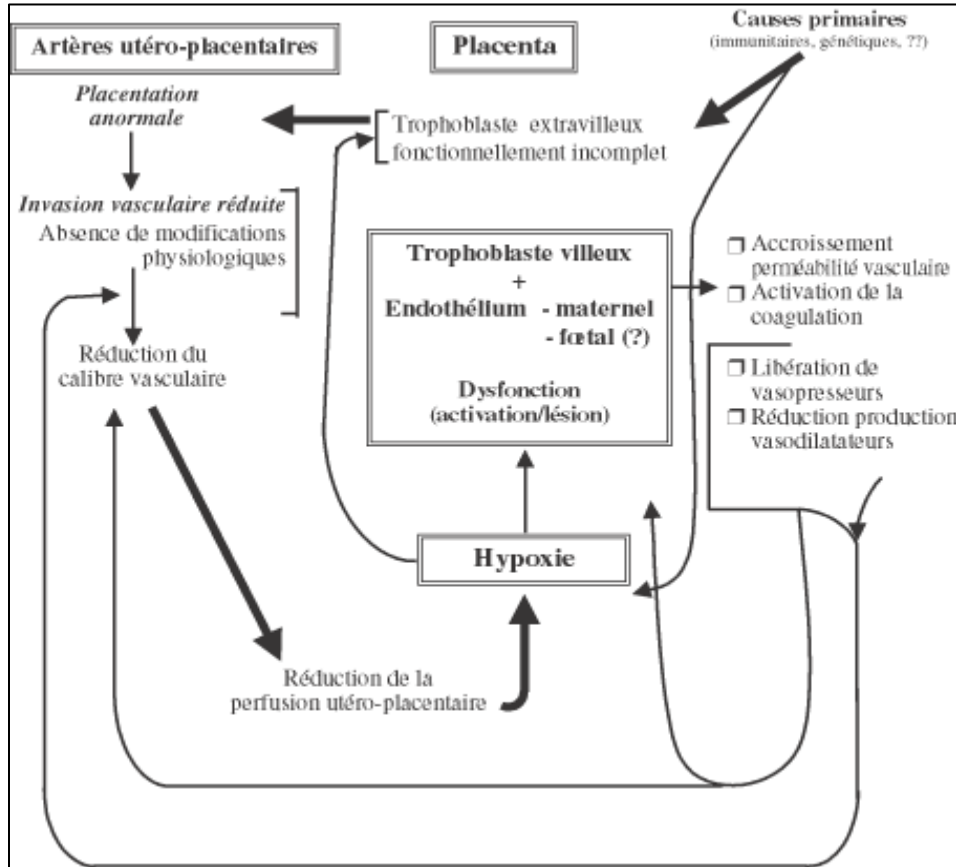 Artères utéro-placentaires
Placenta
Causes primaires
(immunitaires, génétiques, ??)
Placentation
anormale
Trophoblaste extravilleux
fonctionnellement incomplet
Invasion vasculaire réduite
Absence de modifications
physiologiques
Trophoblaste villeux
+
Endothélium - maternel
- fœtal (?)
Dysfonction
(activation/lésion)
❐ Accroissement
perméabilité vasculaire
❐ Activation de la
coagulation
❐ Libération de
vasopresseurs
❐ Réduction production
vasodilatateurs
Réduction du
calibre vasculaire
Hypoxie
Réduction de la
perfusion utéro-placentaire